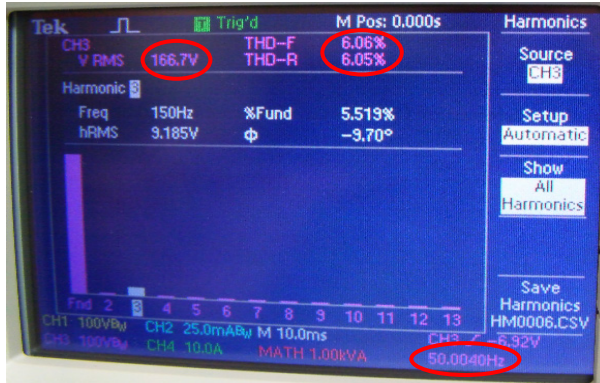 Tek Trig'd M Pos: 0.000s Harmonics
CH3 THD-F 6.06%
V RMS 166.7V THD-R 6.05%
Source
CH3
Harmonic 3
Freq 150Hz %Fund 5.519%
hRMS 9.185V Φ -9.70°
Setup
Automatic
Show
All
Harmonics
Fnd 2 3 4 5 6 7 8 9 10 11 12 13
Save
Harmonics
HM0006.CSV
CH1 100VBW CH2 25.0mABW M 10.0ms CH3 -6.92V
CH3 100VBW CH4 10.0A MATH 1.00kVA 50.0040Hz